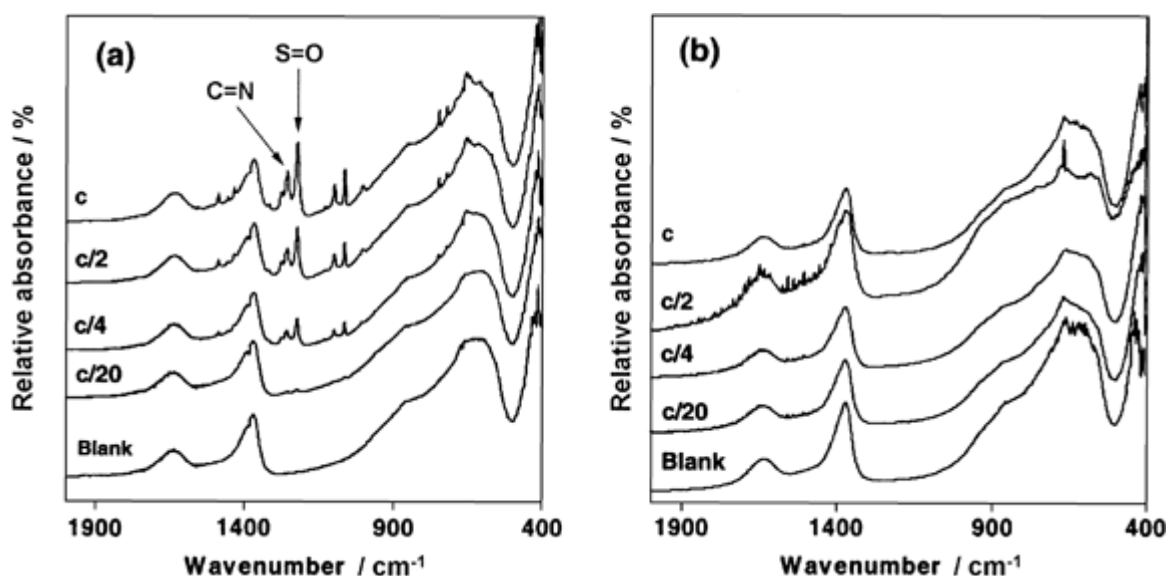 (a)
S=O
C=N
c
c/2
c/4
c/20
Blank
1900 1400 900 400
Wavenumber / cm-1
Relative absorbance / %
(b)
c
c/2
c/4
c/20
Blank
1900 1400 900 400
Wavenumber / cm-1
Relative absorbance / %